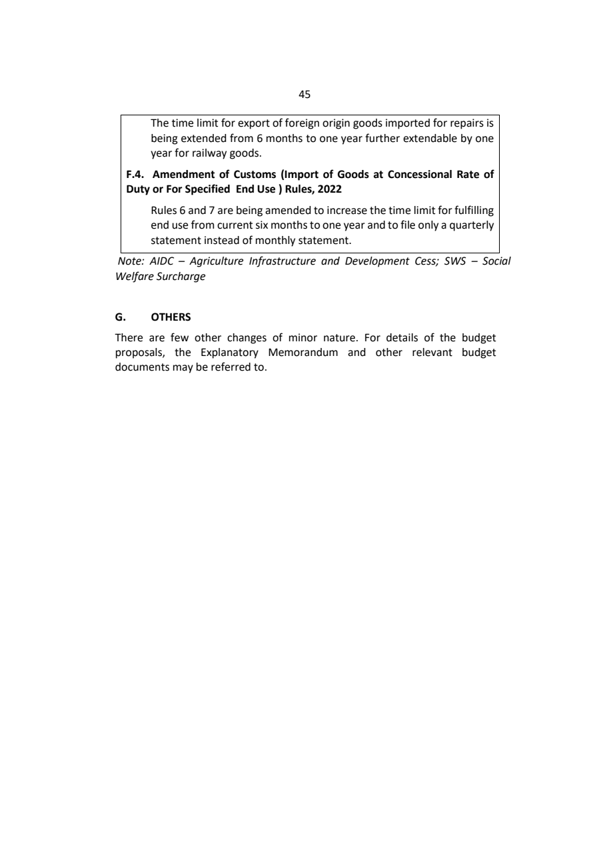 45
The time limit for export of foreign origin goods imported for repairs is
being extended from 6 months to one year further extendable by one
year for railway goods.
F.4. Amendment of Customs (Import of Goods at Concessional Rate of
Duty or For Specified End Use ) Rules, 2022
Rules 6 and 7 are being amended to increase the time limit for fulfilling
end use from current six months to one year and to file only a quarterly
statement instead of monthly statement.
Note: AIDC – Agriculture Infrastructure and Development Cess; SWS – Social
Welfare Surcharge
G. OTHERS
There are few other changes of minor nature. For details of the budget
proposals, the Explanatory Memorandum and other relevant budget
documents may be referred to.